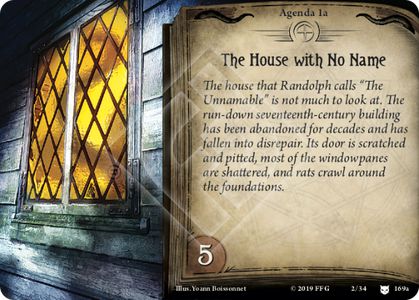 Agenda 1a
The House with No Name
The house that Randolph calls “The
Unnamable” is not much to look at. The
run-down seventeenth-century building
has been abandoned for decades and has
fallen into disrepair. Its door is scratched
and pitted, most of the windowpanes
are shattered, and rats crawl around
the foundations.
5
Illus. Yoann Boissonnet © 2019 FFG 2/34 169a